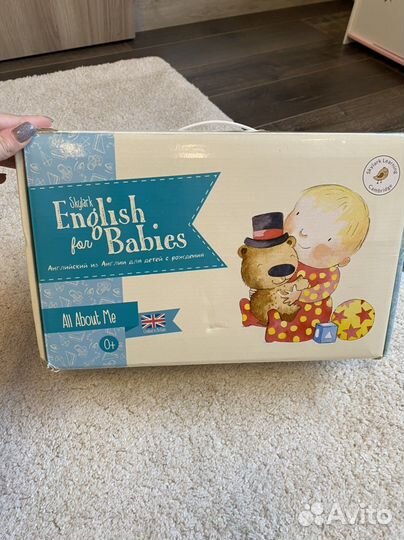 Skylark
English
for Babies
Английский из Англии для детей с рождения
All About Me
0+
Skylark Learning
Cambridge
Avito